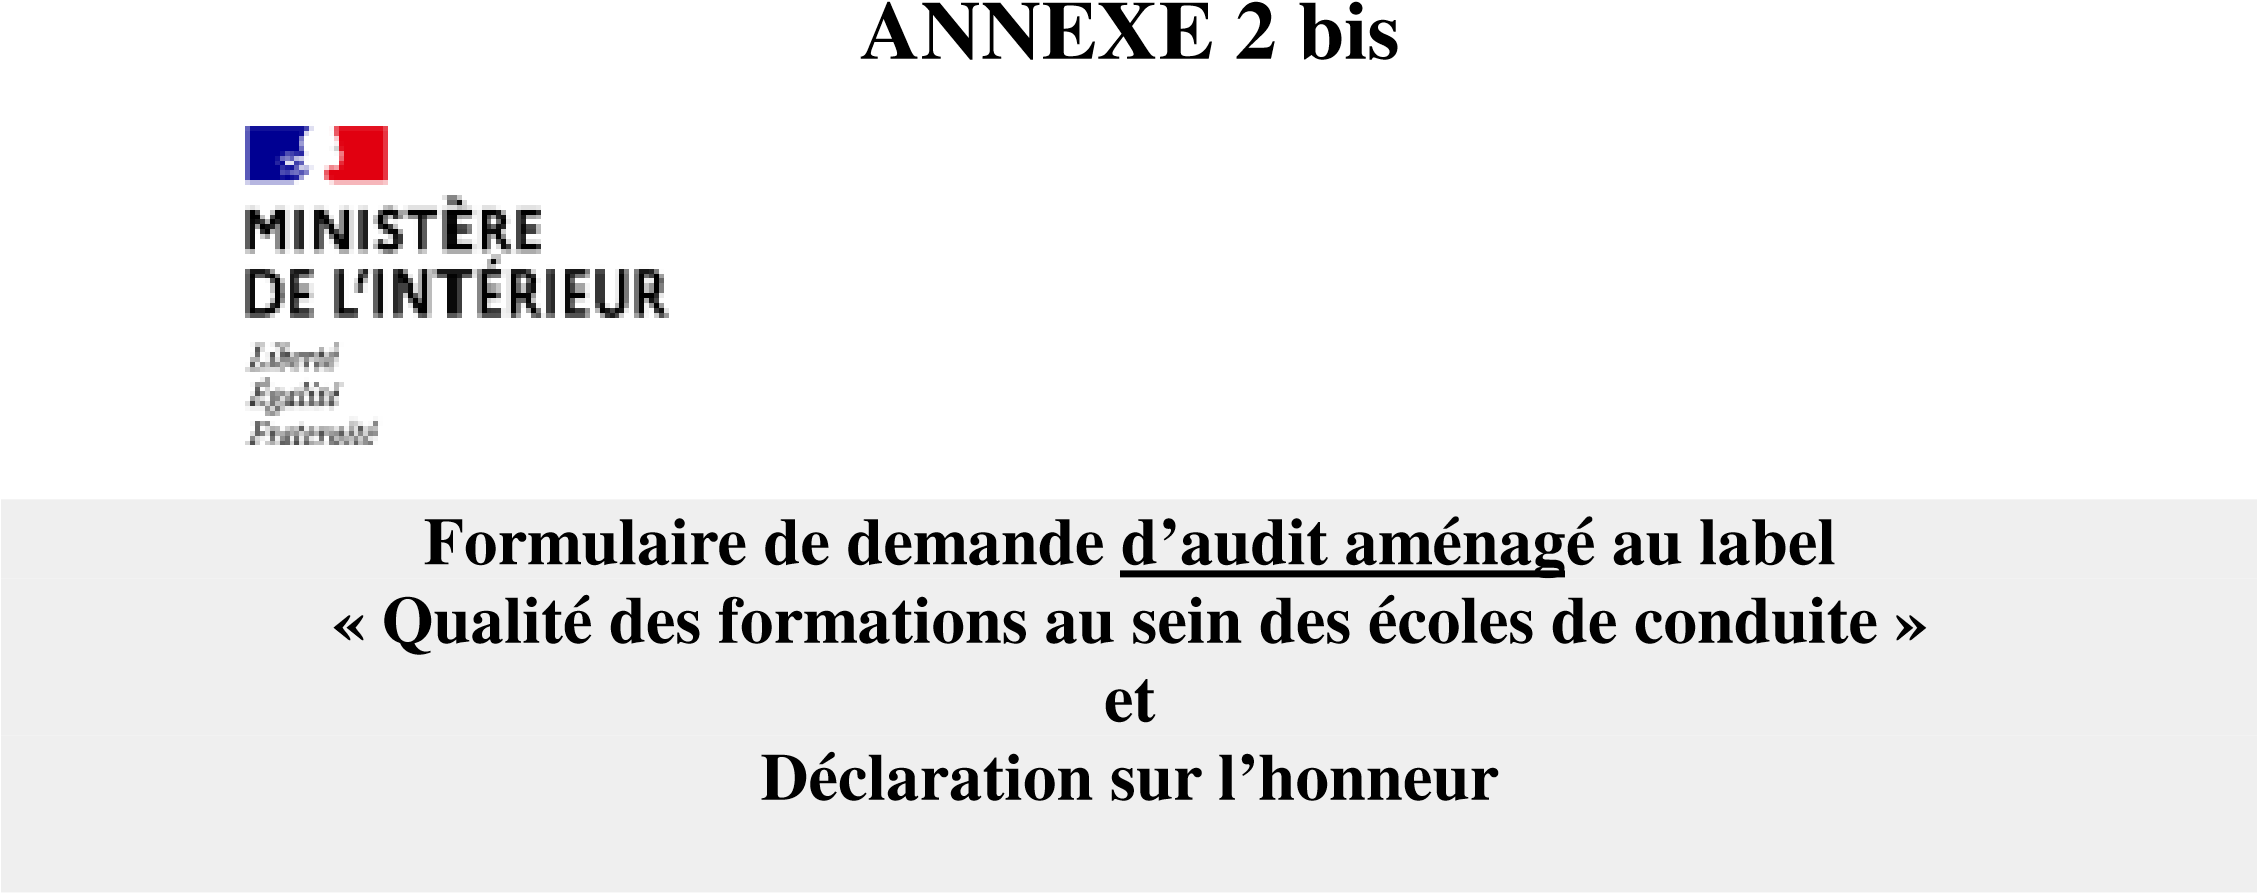 ANNEXE 2 bis
MINISTÈRE
DE L'INTÉRIEUR
Liberté
Égalité
Fraternité
Formulaire de demande d’audit aménagé au label
« Qualité des formations au sein des écoles de conduite »
et
Déclaration sur l’honneur